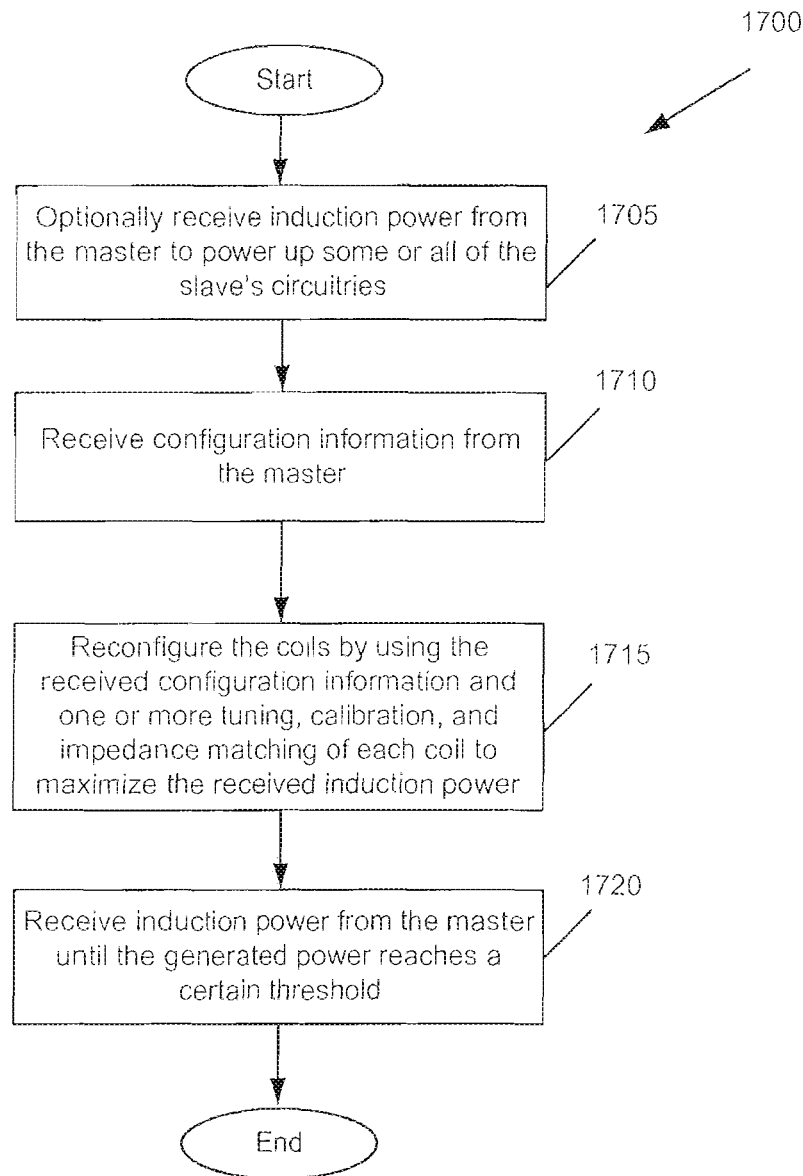 1700
Start
Optionally receive induction power from
the master to power up some or all of the
slave's circuitries
1705
1710
Receive configuration information from
the master
Reconfigure the coils by using the
received configuration information and
one or more tuning, calibration, and
impedance matching of each coil to
maximize the received induction power
1715
1720
Receive induction power from the master
until the generated power reaches a
certain threshold
End